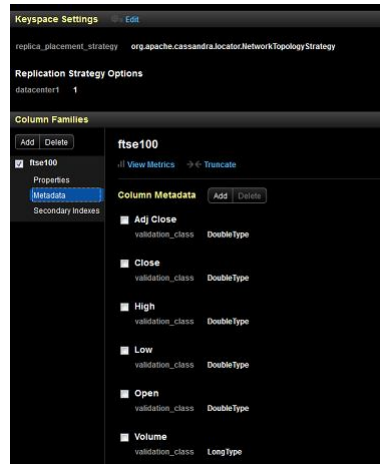 Keyspace Settings Edit
replica_placement_strategy org.apache.cassandra.locator.NetworkTopologyStrategy
Replication Strategy Options
datacenter1 1
Column Families
Add Delete
ftse100
Properties
Metadata
Secondary Indexes
ftse100
View Metrics Truncate
Column Metadata Add Delete
Adj Close
validation_class DoubleType
Close
validation_class DoubleType
High
validation_class DoubleType
Low
validation_class DoubleType
Open
validation_class DoubleType
Volume
validation_class LongType